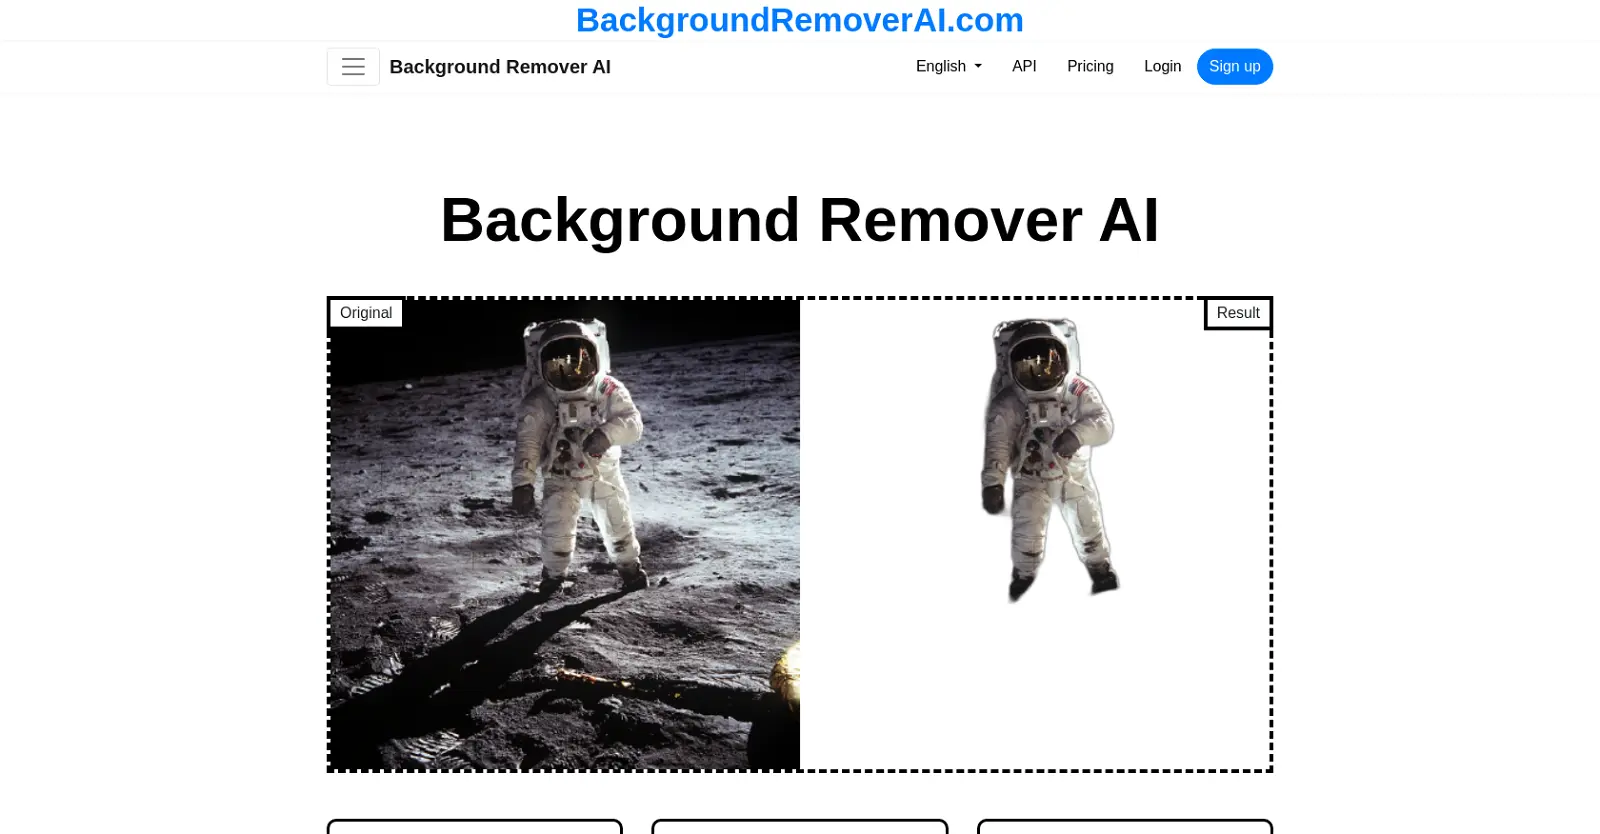 BackgroundRemoverAI.com
Background Remover AI
English
API
Pricing
Login
Sign up
Background Remover AI
Original
Result